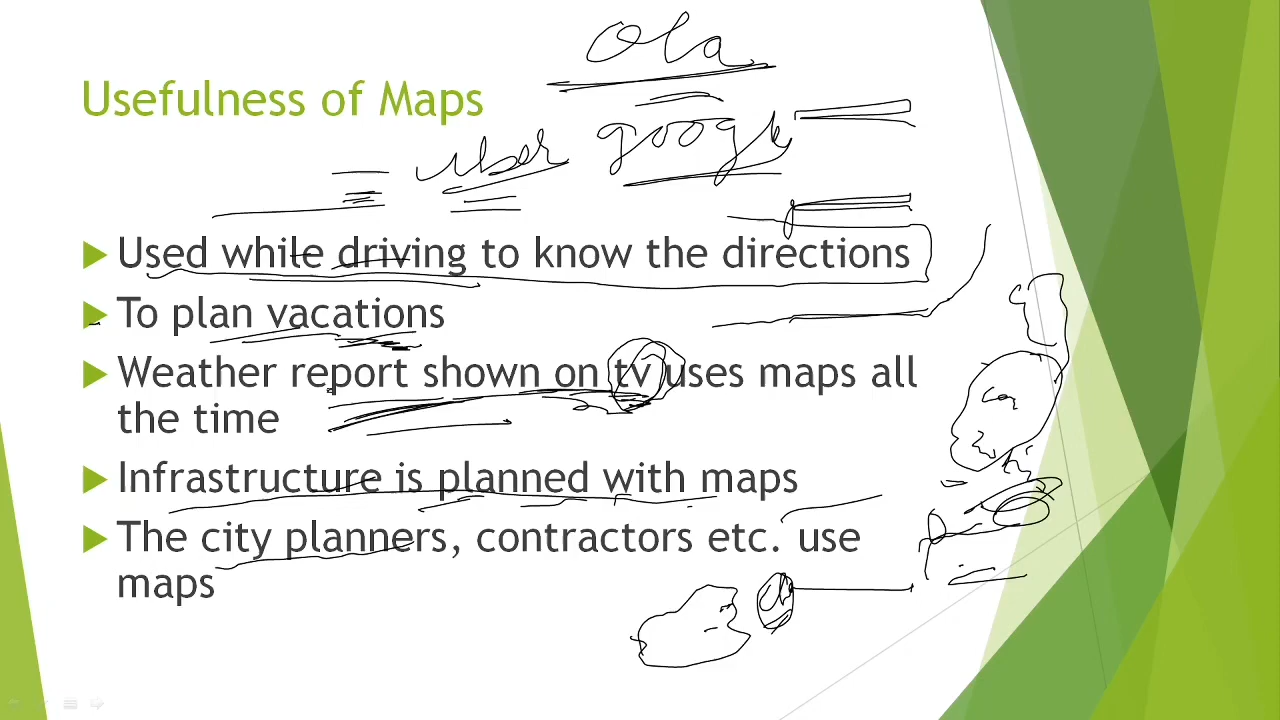 Ola
Usefulness of Maps
uber google
Used while driving to know the directions
To plan vacations
Weather report shown on tv uses maps all
the time
Infrastructure is planned with maps
The city planners, contractors etc. use
maps